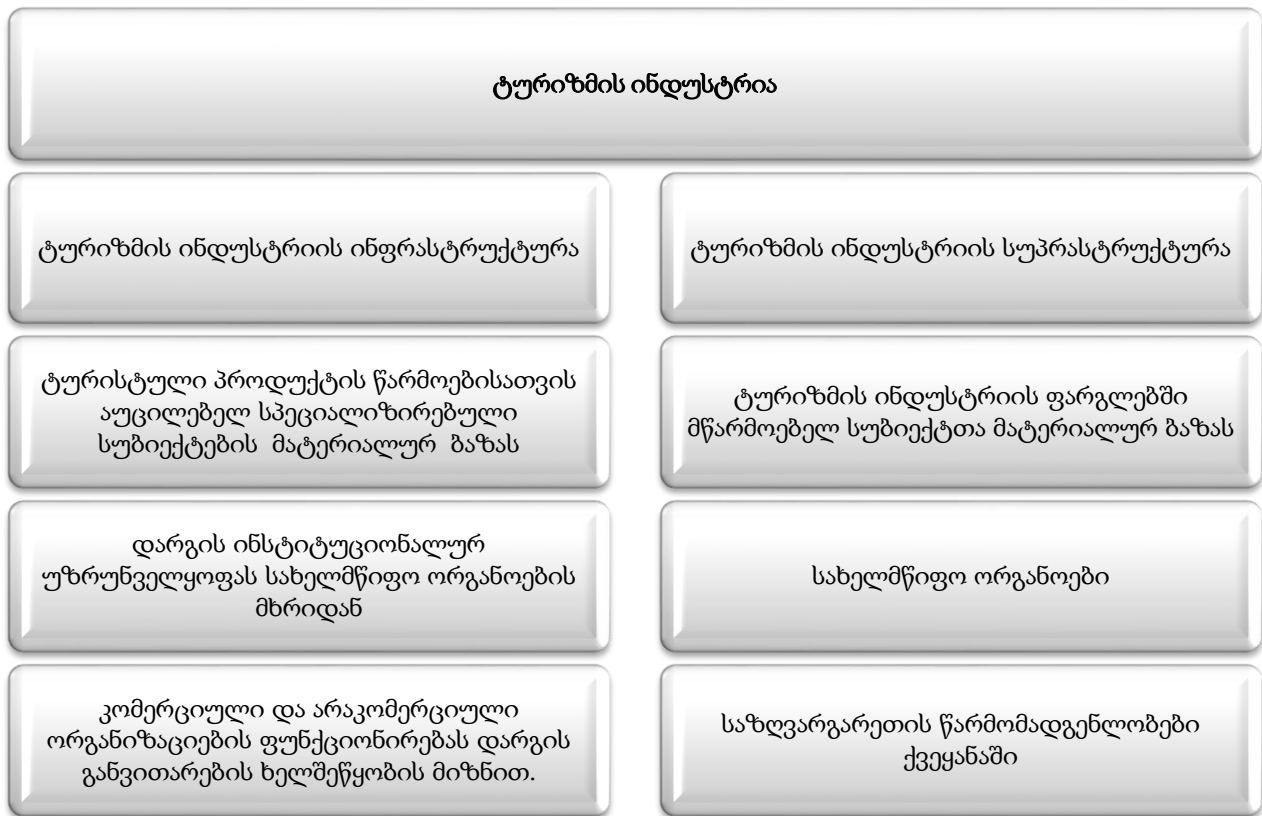 ტურიზმის ინდუსტრია
ტურიზმის ინდუსტრიის ინფრასტრუქტურა
ტურიზმის ინდუსტრიის სუპრასტრუქტურა
ტურისტული პროდუქტის წარმოებისათვის
აუცილებელ სპეციალიზირებული
სუბიექტების მატერიალურ ბაზას
ტურიზმის ინდუსტრიის ფარგლებში
მწარმოებელ სუბიექტთა მატერიალურ ბაზას
დარგის ინსტიტუციონალურ
უზრუნველყოფას სახელმწიფო ორგანოების
მხრიდან
სახელმწიფო ორგანოები
კომერციული და არაკომერციული
ორგანიზაციების ფუნქციონირებას დარგის
განვითარების ხელშეწყობის მიზნით.
საზღვარგარეთის წარმომადგენლობები
ქვეყანაში